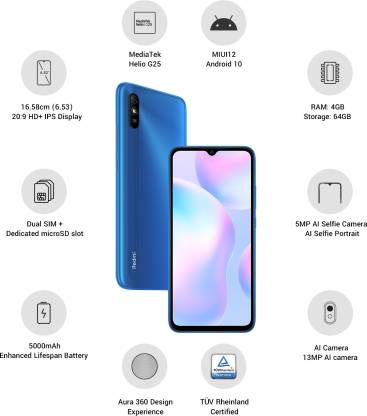 MediaTek
Helio G25
MIUI12
Android 10
6.53"
16.58cm (6.53)
20:9 HD+ IPS Display
RAM: 4GB
Storage: 64GB
Dual SIM +
Dedicated microSD slot
5MP AI Selfie Camera
AI Selfie Portrait
Redmi
5000mAh
Enhanced Lifespan Battery
AI Camera
13MP AI camera
Aura 360 Design
Experience
TÜV Rheinland
Certified